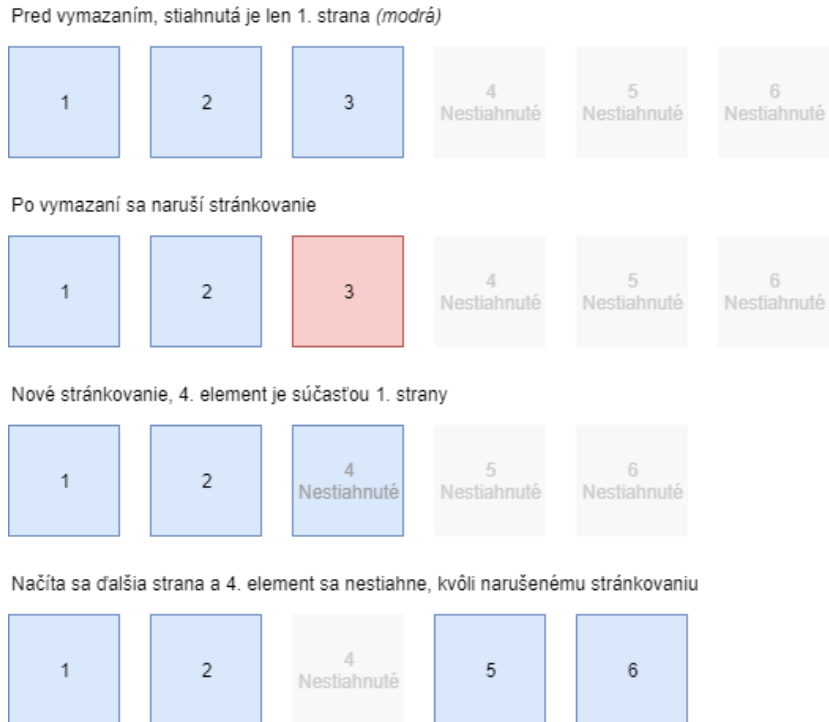 Pred vymazaním, stiahnutá je len 1. strana (modrá)
1 2 3 4 Nestiahnuté 5 Nestiahnuté 6 Nestiahnuté
Po vymazaní sa naruší stránkovanie
1 2 3 4 Nestiahnuté 5 Nestiahnuté 6 Nestiahnuté
Nové stránkovanie, 4. element je súčasťou 1. strany
1 2 4 Nestiahnuté 5 Nestiahnuté 6 Nestiahnuté
Načíta sa ďalšia strana a 4. element sa nestiahne, kvôli narušenému stránkovaniu
1 2 4 Nestiahnuté 5 6